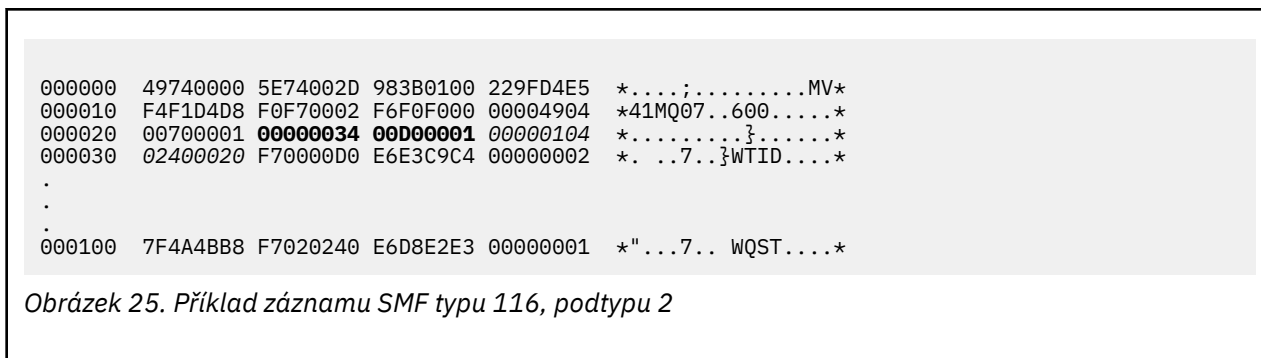 000000  49740000 5E74002D 983B0100 229FD4E5  *....;.........MV*
000010  F4F1D4D8 F0F70002 F6F0F000 00004904  *41MQ07..600.....*
000020  00700001 00000034 00D00001 00000104  *.........}......*
000030  02400020 F70000D0 E6E3C9C4 00000002  *. ..7..}WTID....*
.
.
.
000100  7F4A4BB8 F7020240 E6D8E2E3 00000001  *"...7.. WQST....*
Obrázek 25. Příklad záznamu SMF typu 116, podtypu 2